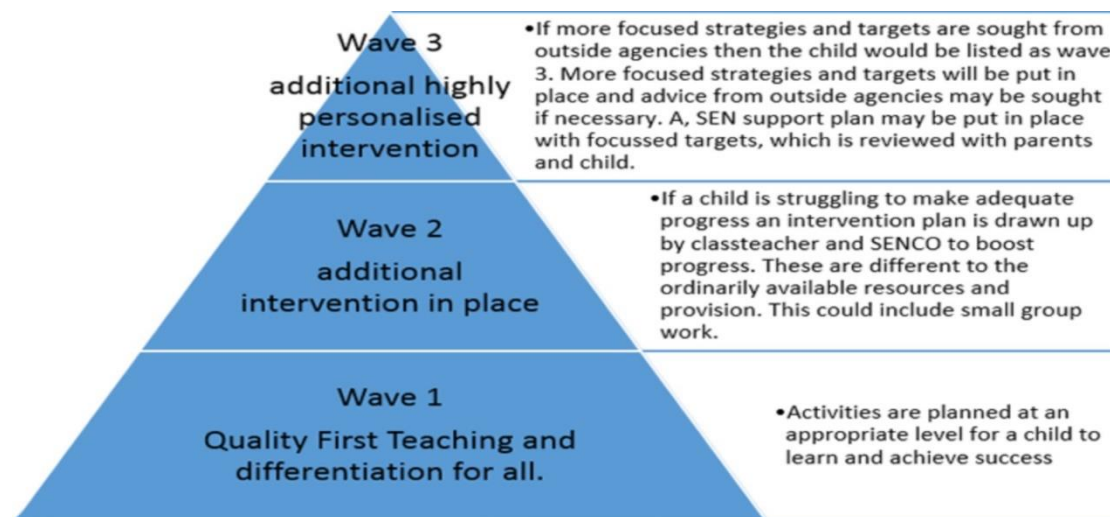 Wave 3
additional highly
personalised
intervention
•If more focused strategies and targets are sought from
outside agencies then the child would be listed as wave
3. More focused strategies and targets will be put in
place and advice from outside agencies may be sought
if necessary. A, SEN support plan may be put in place
with focussed targets, which is reviewed with parents
and child.
Wave 2
additional
intervention in place
•If a child is struggling to make adequate
progress an intervention plan is drawn up
by classteacher and SENCO to boost
progress. These are different to the
ordinarily available resources and
provision. This could include small group
work.
Wave 1
Quality First Teaching and
differentiation for all.
•Activities are planned at an
appropriate level for a child to
learn and achieve success